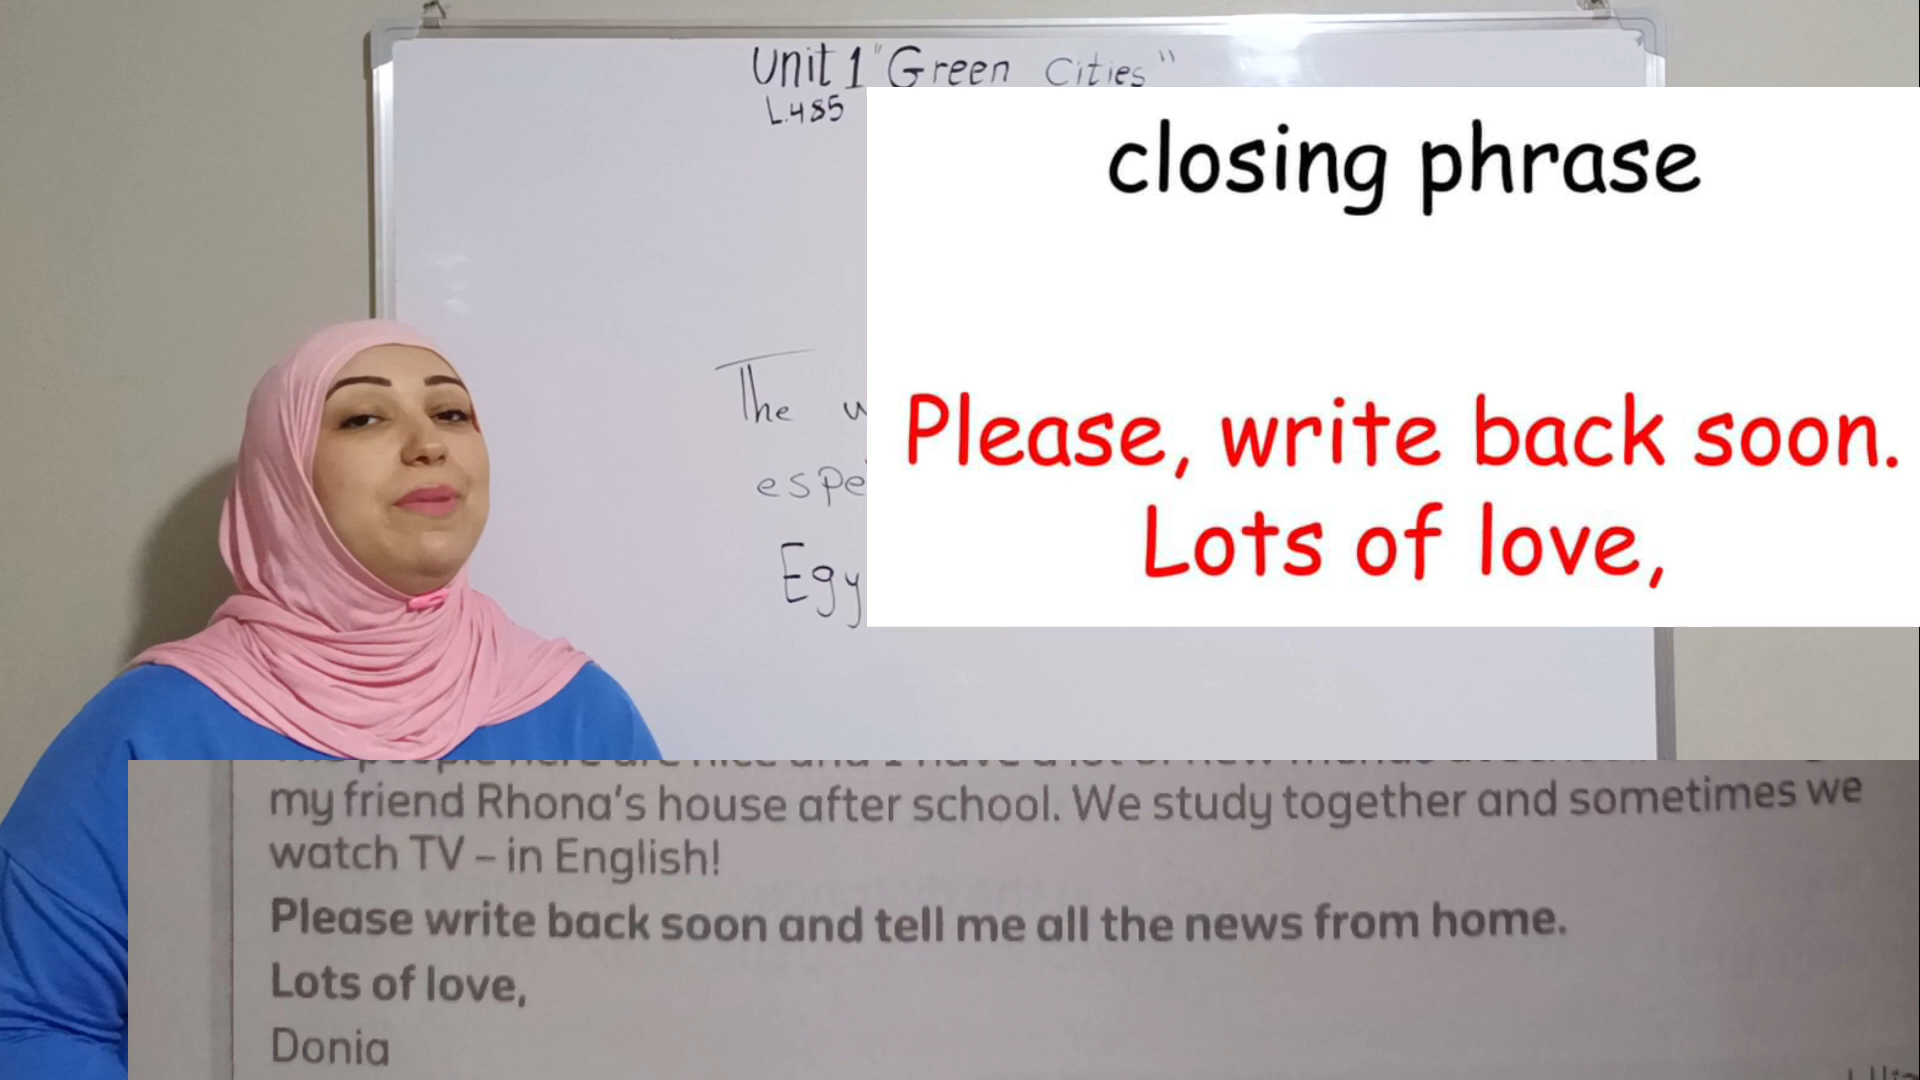 Unit 1 "Green Cities"
L.4&5
The
espe
Egy
closing phrase
Please, write back soon.
Lots of love,
my friend Rhona's house after school. We study together and sometimes we
watch TV – in English!
Please write back soon and tell me all the news from home.
Lots of love,
Donia